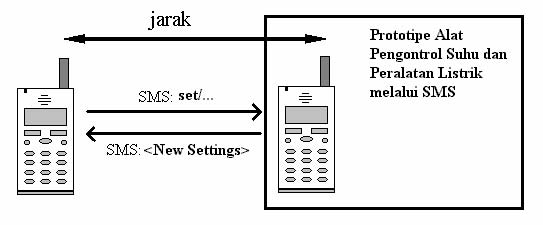 jarak
Prototipe Alat
Pengontrol Suhu dan
Peralatan Listrik
melalui SMS
SMS: set/...
SMS: <New Settings>